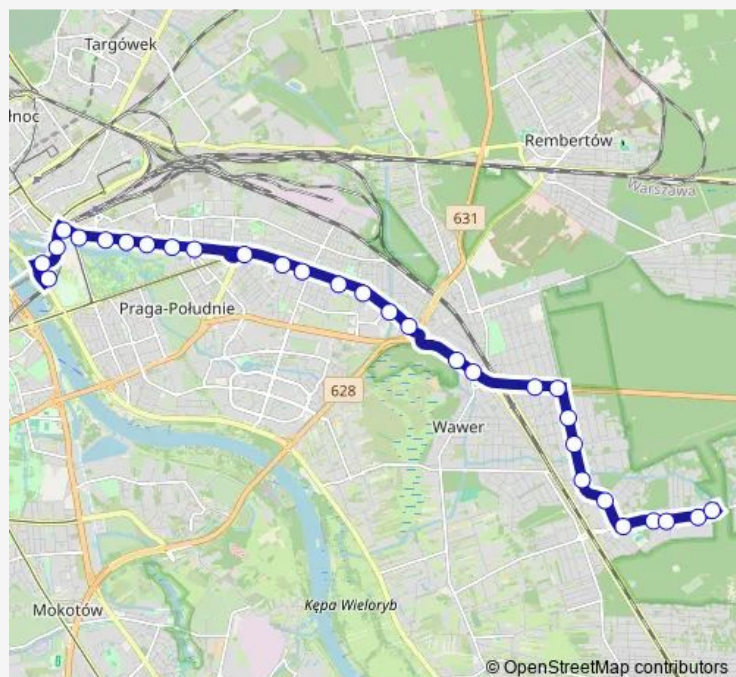 Targówek
łnoc
Rembertów
Warszawa
631
Praga-Południe
628
Wawer
Kępa Wieloryb
Mokotów
© OpenStreetMap contributors